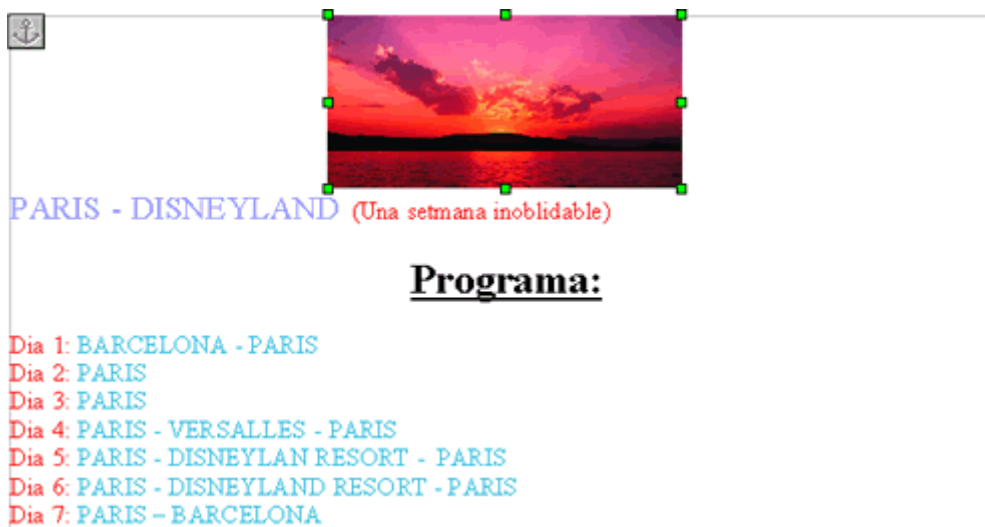 PARIS - DISNEYLAND (Una setmana inoblidable)
Programa:
Dia 1: BARCELONA - PARIS
Dia 2: PARIS
Dia 3: PARIS
Dia 4: PARIS - VERSALLES - PARIS
Dia 5: PARIS - DISNEYLAN RESORT - PARIS
Dia 6: PARIS - DISNEYLAND RESORT - PARIS
Dia 7: PARIS – BARCELONA